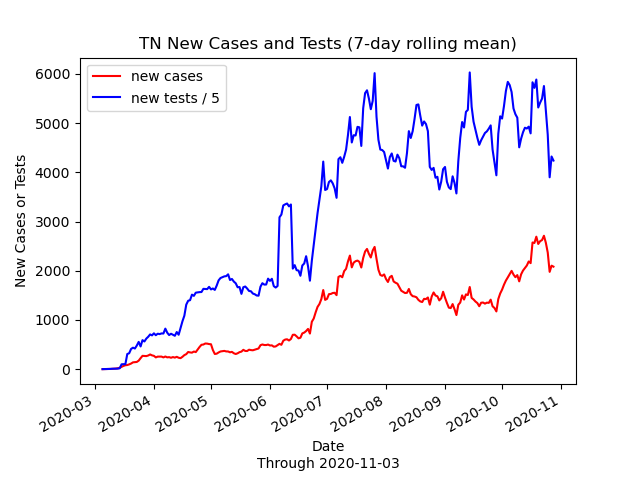 TN New Cases and Tests (7-day rolling mean)
new cases
new tests / 5
New Cases or Tests
6000
5000
4000
3000
2000
1000
0
2020-03
2020-04
2020-05
2020-06
2020-07
2020-08
2020-09
2020-10
2020-11
Date
Through 2020-11-03